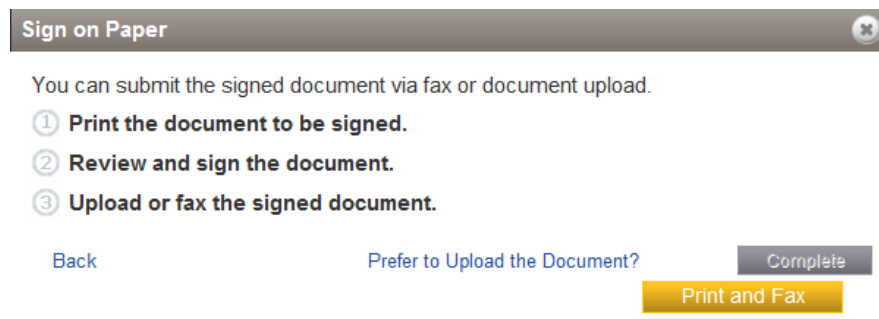 Sign on Paper
You can submit the signed document via fax or document upload.
1 Print the document to be signed.
2 Review and sign the document.
3 Upload or fax the signed document.
Back Prefer to Upload the Document? Complete
Print and Fax